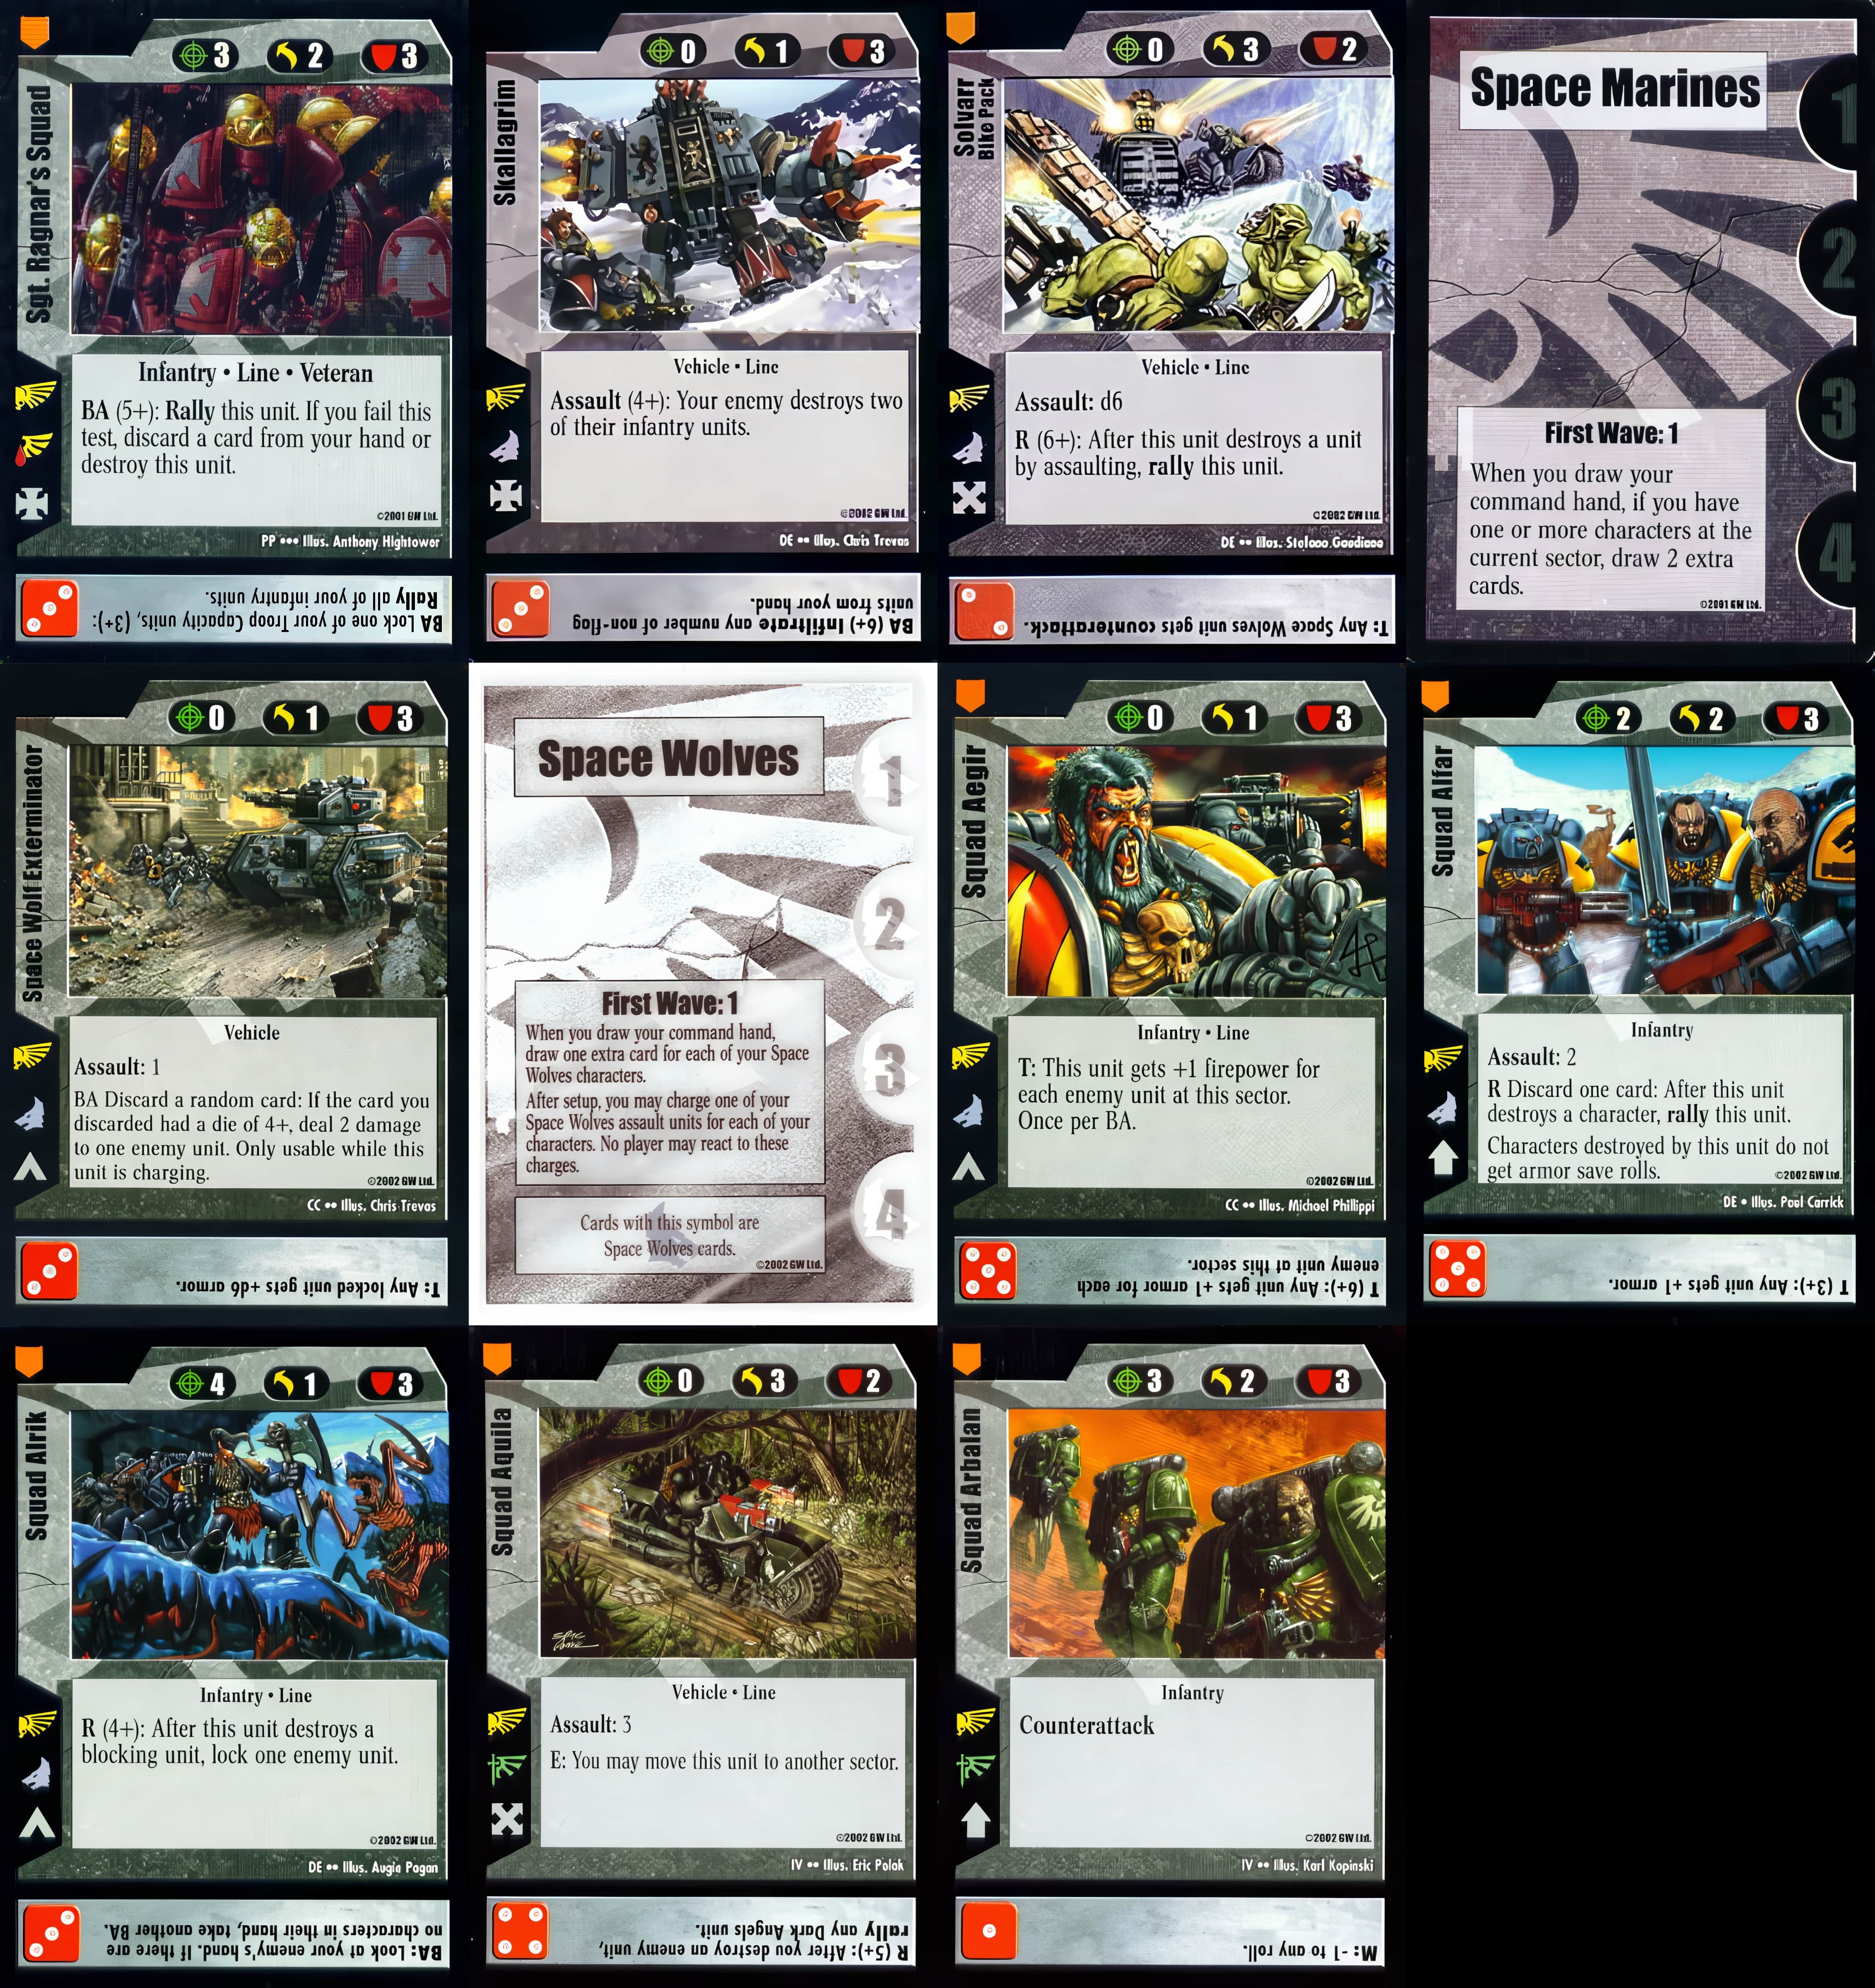 3 2 3
Sgt. Ragnar's Squad
Infantry • Line • Veteran
BA (5+): Rally this unit. If you fail this
test, discard a card from your hand or
destroy this unit.
©2001 GW Ltd.
PP ••• Illus. Anthony Hightower
BA Lock one of your Troop Capacity units, (3+):
Rally all of your infantry units.
0 1 3
Skallagrim
Vehicle • Line
Assault (4+): Your enemy destroys two
of their infantry units.
©2002 GW Ltd.
DE •• Illus. Chris Trevas
BA (6+) Infiltrate any number of non-flag
units from your hand.
0 3 2
Solvarr
Bike Pack
Vehicle • Line
Assault: d6
R (6+): After this unit destroys a unit
by assaulting, rally this unit.
©2002 GW Ltd.
DE •• Illus. Stefano Gaudiano
T: Any Space Wolves unit gets counterattack.
Space Marines
1
2
3
4
First Wave: 1
When you draw your
command hand, if you have
one or more characters at the
current sector, draw 2 extra
cards.
©2001 GW Ltd.
0 1 3
Space Wolf Exterminator
Vehicle
Assault: 1
BA Discard a random card: If the card you
discarded had a die of 4+, deal 2 damage
to one enemy unit. Only usable while this
unit is charging.
©2002 GW Ltd.
CC •• Illus. Chris Trevas
T: Any locked unit gets +d6 armor.
Space Wolves
1
2
3
4
First Wave: 1
When you draw your command hand,
draw one extra card for each of your Space
Wolves characters.
After setup, you may charge one of your
Space Wolves assault units for each of your
characters. No player may react to these
charges.
Cards with this symbol are
Space Wolves cards.
©2002 GW Ltd.
0 1 3
Squad Aegir
Infantry • Line
T: This unit gets +1 firepower for
each enemy unit at this sector.
Once per BA.
©2002 GW Ltd.
CC •• Illus. Michael Phillippi
T (6+): Any unit gets +1 armor for each
enemy unit at this sector.
2 2 3
Squad Alfar
Infantry
Assault: 2
R Discard one card: After this unit
destroys a character, rally this unit.
Characters destroyed by this unit do not
get armor save rolls.
©2002 GW Ltd.
DE • Illus. Paul Carrick
T (3+): Any unit gets +1 armor.
4 1 3
Squad Alrik
Infantry • Line
R (4+): After this unit destroys a
blocking unit, lock one enemy unit.
©2002 GW Ltd.
DE •• Illus. Augie Pagan
BA: Look at your enemy's hand. If there are
no characters in their hand, take another BA.
0 3 2
Squad Aquila
Vehicle • Line
Assault: 3
E: You may move this unit to another sector.
©2002 GW Ltd.
IV •• Illus. Eric Polak
R (5+): After you destroy an enemy unit,
rally any Dark Angels unit.
3 2 3
Squad Arbalan
Infantry
Counterattack
©2002 GW Ltd.
IV •• Illus. Karl Kopinski
M: -1 to any roll.